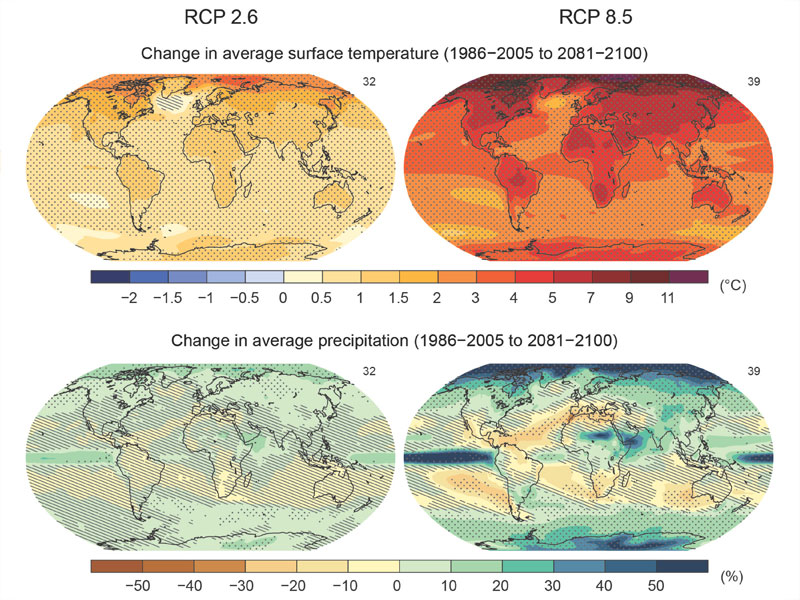 RCP 2.6 RCP 8.5
Change in average surface temperature (1986−2005 to 2081−2100)
32 39
−2 −1.5 −1 −0.5 0 0.5 1 1.5 2 3 4 5 7 9 11 (°C)
Change in average precipitation (1986−2005 to 2081−2100)
32 39
−50 −40 −30 −20 −10 0 10 20 30 40 50 (%)